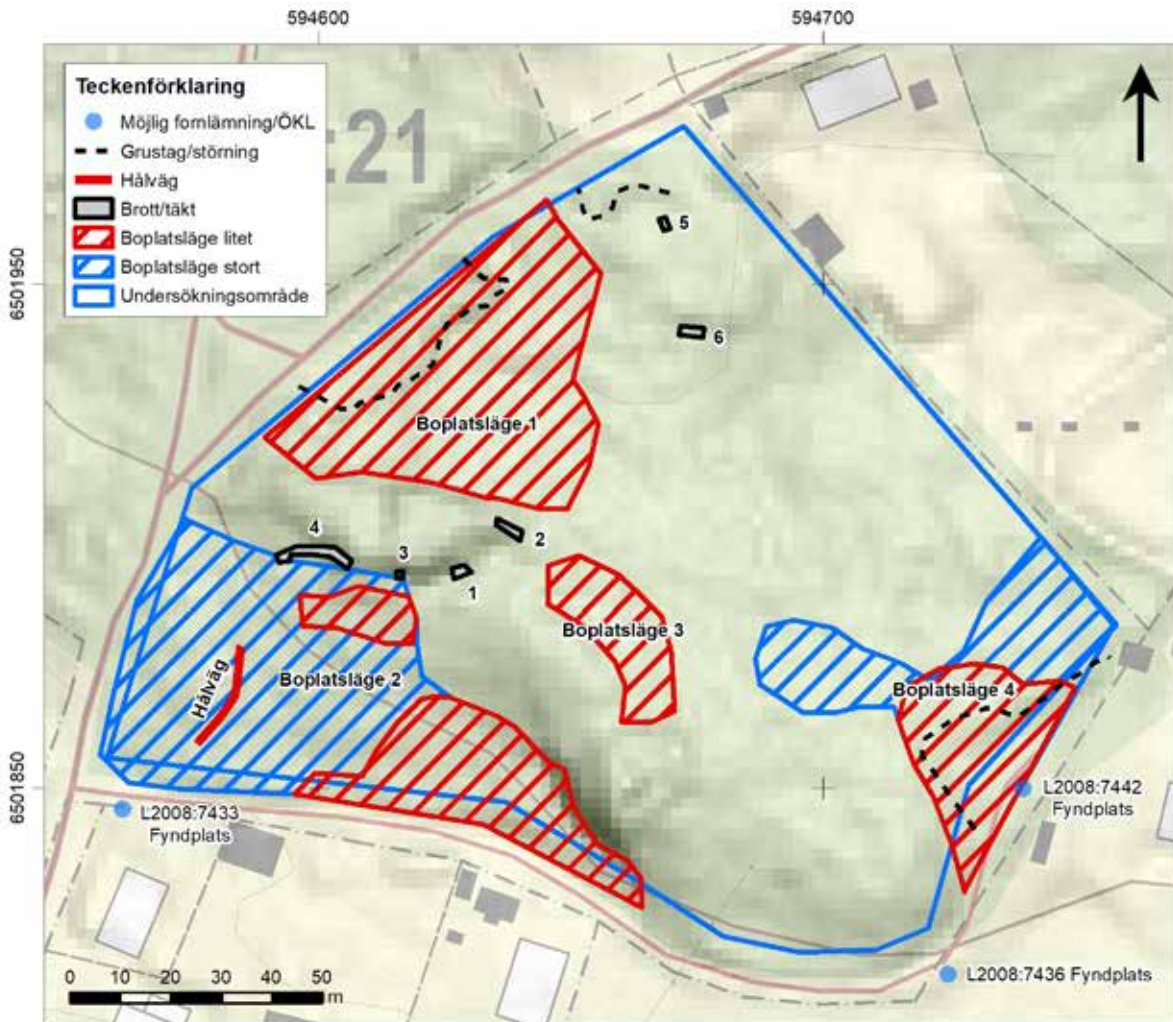 594600
594700
:21
Teckenförklaring
Möjlig fornlämning/ÖKL
Grustag/störning
Hålväg
Brott/täkt
Boplatsläge litet
Boplatsläge stort
Undersökningsområde
6501950
5
6
Boplatsläge 1
4
3
2
1
Boplatsläge 3
Hålväg
Boplatsläge 2
Boplatsläge 4
6501850
L2008:7433
Fyndplats
L2008:7442
Fyndplats
0 10 20 30 40 50
m
L2008:7436 Fyndplats